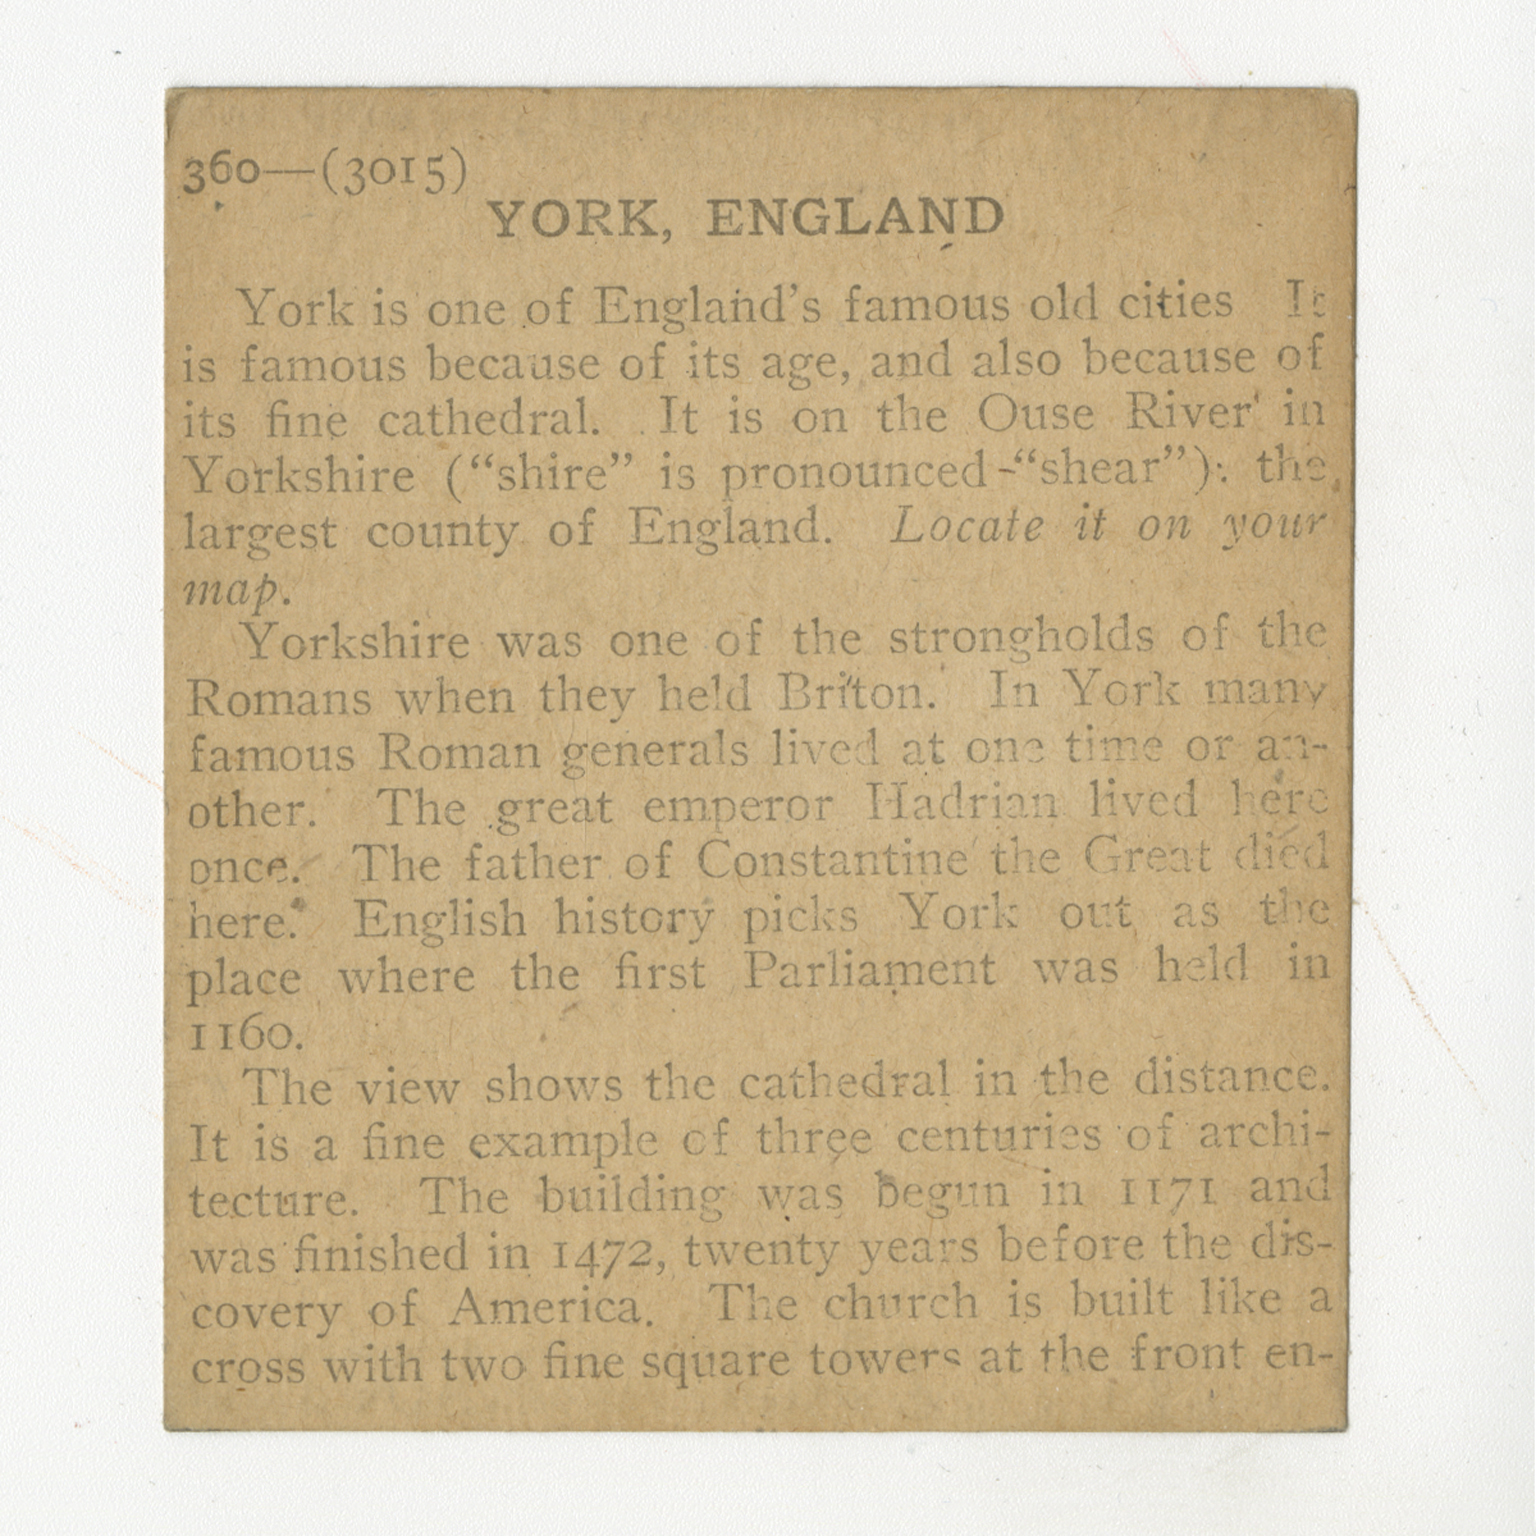 360—(3015)
YORK, ENGLAND
York is one of England's famous old cities It
is famous because of its age, and also because of
its fine cathedral. It is on the Ouse River in
Yorkshire ("shire" is pronounced "shear"): the
largest county of England. Locate it on your
map.
Yorkshire was one of the strongholds of the
Romans when they held Briton. In York many
famous Roman generals lived at one time or an-
other. The great emperor Hadrian lived here
once. The father of Constantine the Great died
here. English history picks York out as the
place where the first Parliament was held in
1160.
The view shows the cathedral in the distance.
It is a fine example of three centuries of archi-
tecture. The building was begun in 1171 and
was finished in 1472, twenty years before the dis-
covery of America. The church is built like a
cross with two fine square towers at the front en-